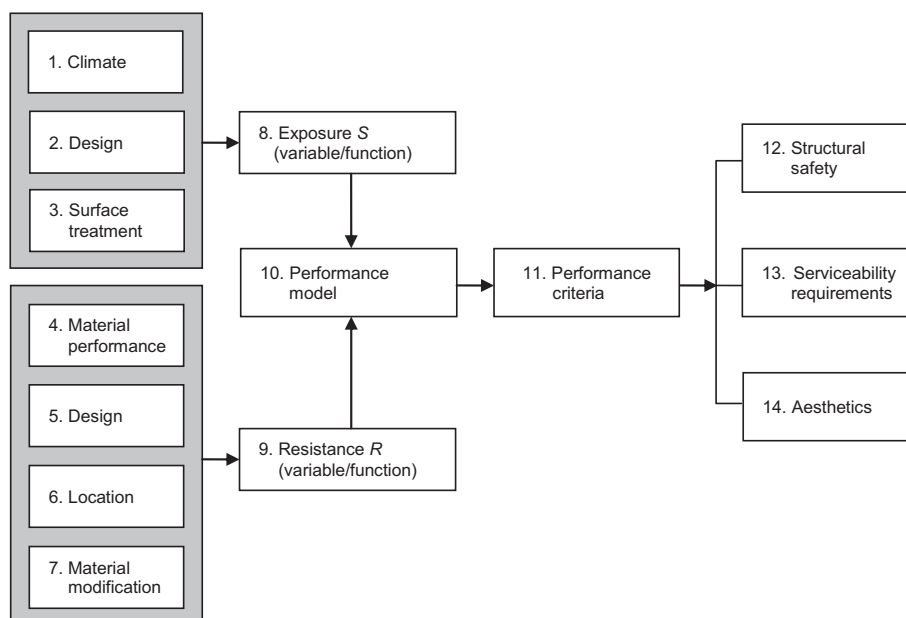 1. Climate
2. Design
3. Surface
treatment
4. Material
performance
5. Design
6. Location
7. Material
modification
8. Exposure S
(variable/function)
9. Resistance R
(variable/function)
10. Performance
model
11. Performance
criteria
12. Structural
safety
13. Serviceability
requirements
14. Aesthetics